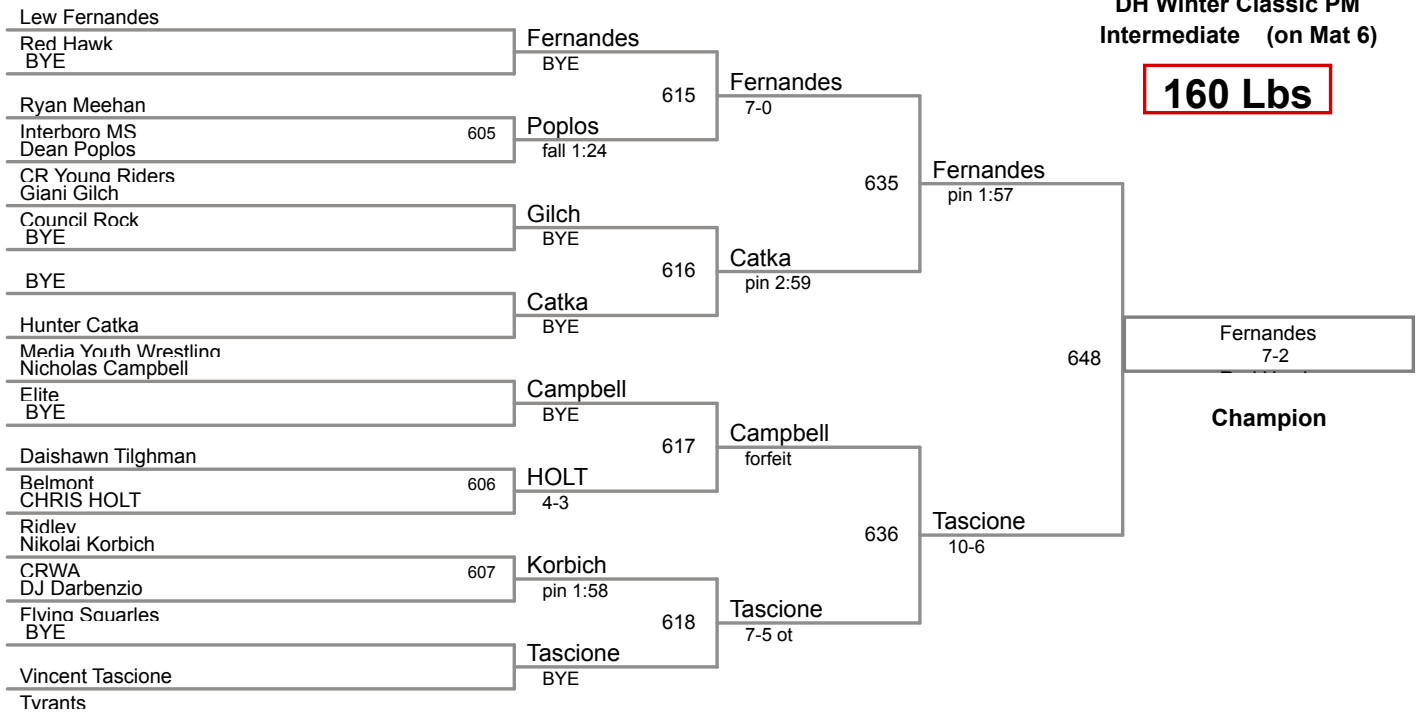 DH Winter Classic PM
Intermediate (on Mat 6)
160 Lbs
Lew Fernandes
Red Hawk
BYE
Ryan Meehan
Interboro MS
605
Dean Poplos
CR Young Riders
Giani Gilch
Council Rock
BYE
BYE
Hunter Catka
Media Youth Wrestling
Nicholas Campbell
Elite
BYE
Daishawn Tilghman
Belmont
606
CHRIS HOLT
Ridley
Nikolai Korbich
CRWA
607
DJ Darbenzio
Flying Squarles
BYE
Vincent Tascione
Tyrants
Fernandes
BYE
615
Poplos
fall 1:24
Gilch
BYE
616
Catka
BYE
Campbell
BYE
617
HOLT
4-3
Korbich
pin 1:58
618
Tascione
BYE
Fernandes
7-0
635
Catka
pin 2:59
Campbell
forfeit
636
Tascione
7-5 ot
Fernandes
pin 1:57
648
Tascione
10-6
Fernandes
7-2
Champion